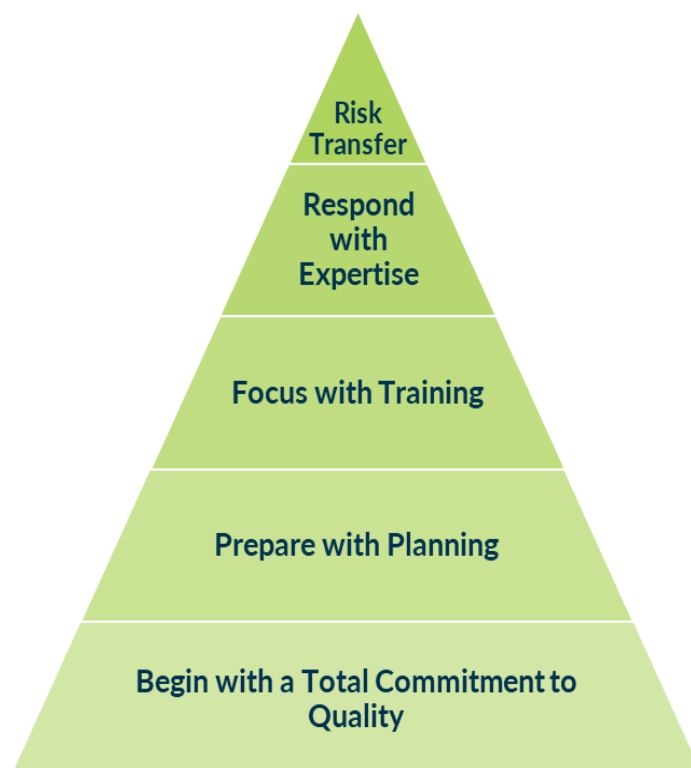 Risk
Transfer
Respond
with
Expertise
Focus with Training
Prepare with Planning
Begin with a Total Commitment to
Quality